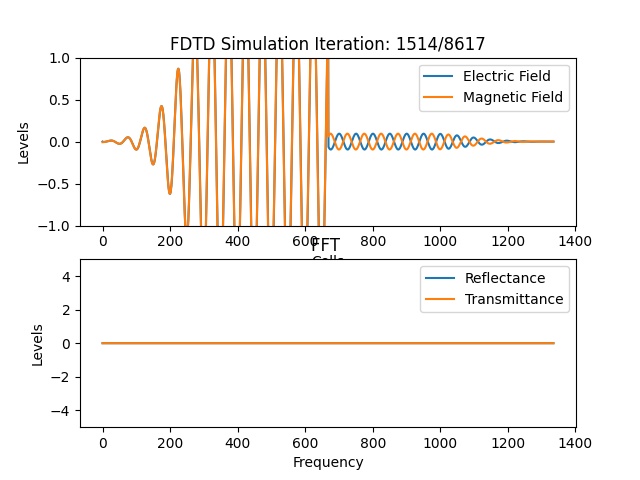 FDTD Simulation Iteration: 1514/8617
1.0
0.5
0.0
-0.5
-1.0
Levels
Electric Field
Magnetic Field
0 200 400 600 800 1000 1200 1400
Cells
FFT
4
2
0
−2
−4
Levels
Reflectance
Transmittance
0 200 400 600 800 1000 1200 1400
Frequency